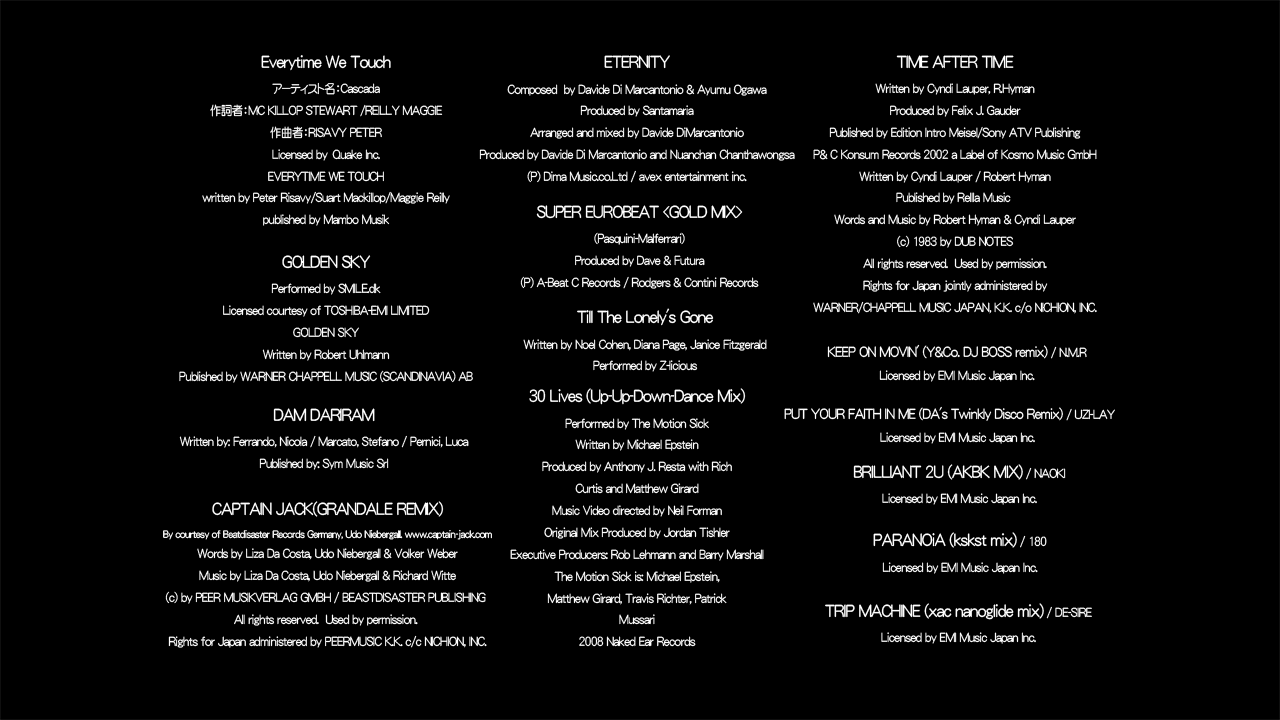 Everytime We Touch
アーティスト名：Cascada
作詞者：MC KILLOP STEWART /REILLY MAGGIE
作曲者：RISAVY PETER
Licensed by Quake Inc.
EVERYTIME WE TOUCH
written by Peter Risavy/Suart Mackillop/Maggie Reilly
published by Mambo Musik
GOLDEN SKY
Performed by SMILE.dk
Licensed courtesy of TOSHIBA-EMI LIMITED
GOLDEN SKY
Written by Robert Uhlmann
Published by WARNER CHAPPELL MUSIC (SCANDINAVIA) AB
DAM DARIRAM
Written by: Ferrando, Nicola / Marcato, Stefano / Pernici, Luca
Published by: Sym Music Srl
CAPTAIN JACK(GRANDALE REMIX)
By courtesy of Beatdisaster Records Germany, Udo Niebergall. www.captain-jack.com
Words by Liza Da Costa, Udo Niebergall & Volker Weber
Music by Liza Da Costa, Udo Niebergall & Richard Witte
(c) by PEER MUSIKVERLAG GMBH / BEASTDISASTER PUBLISHING
All rights reserved. Used by permission.
Rights for Japan administered by PEERMUSIC K.K. c/c NICHION, INC.
ETERNITY
Composed by Davide Di Marcantonio & Ayumu Ogawa
Produced by Santamaria
Arranged and mixed by Davide DiMarcantonio
Produced by Davide Di Marcantonio and Nuanchan Chanthawongsa
(P) Dima Music.co.Ltd / avex entertainment inc.
SUPER EUROBEAT <GOLD MIX>
(Pasquini-Malferrari)
Produced by Dave & Futura
(P) A-Beat C Records / Rodgers & Contini Records
Till The Lonely's Gone
Written by Noel Cohen, Diana Page, Janice Fitzgerald
Performed by Z-licious
30 Lives (Up-Up-Down-Dance Mix)
Performed by The Motion Sick
Written by Michael Epstein
Produced by Anthony J. Resta with Rich
Curtis and Matthew Girard
Music Video directed by Neil Forman
Original Mix Produced by Jordan Tishler
Executive Producers: Rob Lehmann and Barry Marshall
The Motion Sick is: Michael Epstein,
Matthew Girard, Travis Richter, Patrick
Mussari
2008 Naked Ear Records
TIME AFTER TIME
Written by Cyndi Lauper, R.Hyman
Produced by Felix J. Gauder
Published by Edition Intro Meisel/Sony ATV Publishing
P& C Konsum Records 2002 a Label of Kosmo Music GmbH
Written by Cyndi Lauper / Robert Hyman
Published by Rella Music
Words and Music by Robert Hyman & Cyndi Lauper
(c) 1983 by DUB NOTES
All rights reserved. Used by permission.
Rights for Japan jointly administered by
WARNER/CHAPPELL MUSIC JAPAN, K.K. c/o NICHION, INC.
KEEP ON MOVIN' (Y&Co. DJ BOSS remix) / N.M.R
Licensed by EMI Music Japan Inc.
PUT YOUR FAITH IN ME (DA's Twinkly Disco Remix) / UZI-LAY
Licensed by EMI Music Japan Inc.
BRILLIANT 2U (AKBK MIX) / NAOKI
Licensed by EMI Music Japan Inc.
PARANOiA (kskst mix) / 180
Licensed by EMI Music Japan Inc.
TRIP MACHINE (xac nanoglide mix) / DE-SIRE
Licensed by EMI Music Japan Inc.